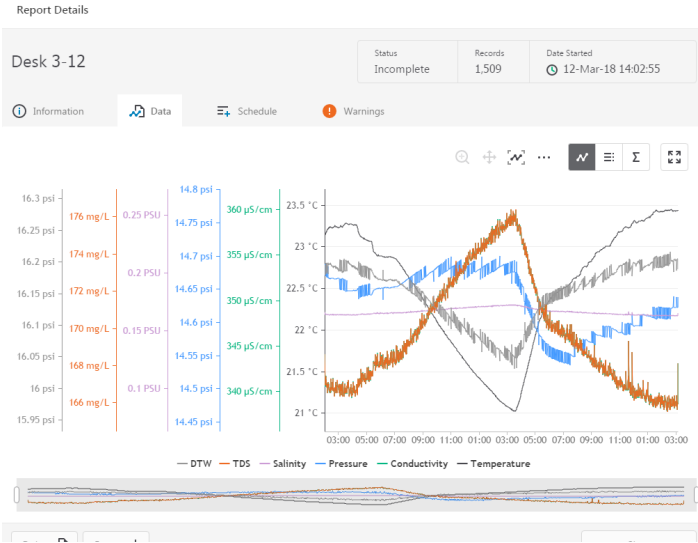 Report Details
Desk 3-12
Status
Incomplete
Records
1,509
Date Started
12-Mar-18 14:02:55
Information
Data
Schedule
Warnings
16.3 psi
16.25 psi
16.2 psi
16.15 psi
16.1 psi
16.05 psi
16 psi
15.95 psi
176 mg/L
174 mg/L
172 mg/L
170 mg/L
168 mg/L
166 mg/L
0.25 PSU
0.2 PSU
0.15 PSU
0.1 PSU
14.8 psi
14.75 psi
14.7 psi
14.65 psi
14.6 psi
14.55 psi
14.5 psi
14.45 psi
360 µS/cm
355 µS/cm
350 µS/cm
345 µS/cm
340 µS/cm
23.5 °C
23 °C
22.5 °C
22 °C
21.5 °C
21 °C
03:00 05:00 07:00 09:00 11:00 01:00 03:00 05:00 07:00 09:00 11:00 01:00 03:00
DTW TDS Salinity Pressure Conductivity Temperature